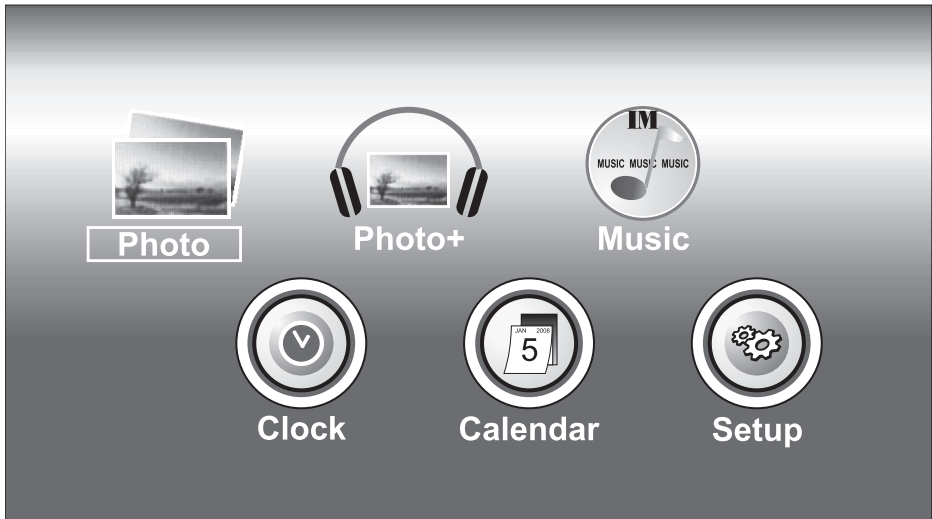 IM
MUSIC MUSIC MUSIC
Photo
Photo+
Music
JAN 2008
5
Clock
Calendar
Setup